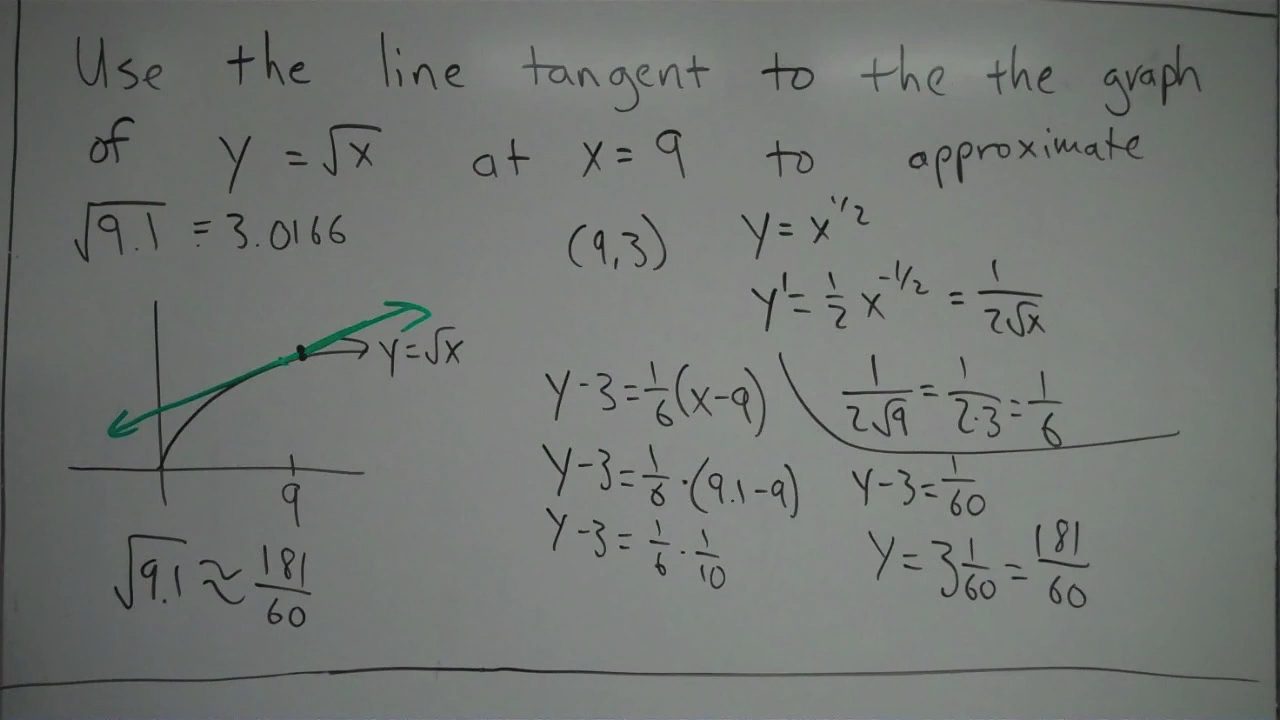 Use the line tangent to the the graph
of y = √x at x = 9 to approximate
√9.1 = 3.0166
(9,3)
y = x^1/2
y' = 1/2 x^-1/2 = 1/(2√x)
1/(2√9) = 1/(2·3) = 1/6
y = √x
9
y - 3 = 1/6 (x - 9)
y - 3 = 1/6 · (9.1 - 9)
y - 3 = 1/6 · 1/10
y - 3 = 1/60
y = 3 1/60 = 181/60
√9.1 ≈ 181/60